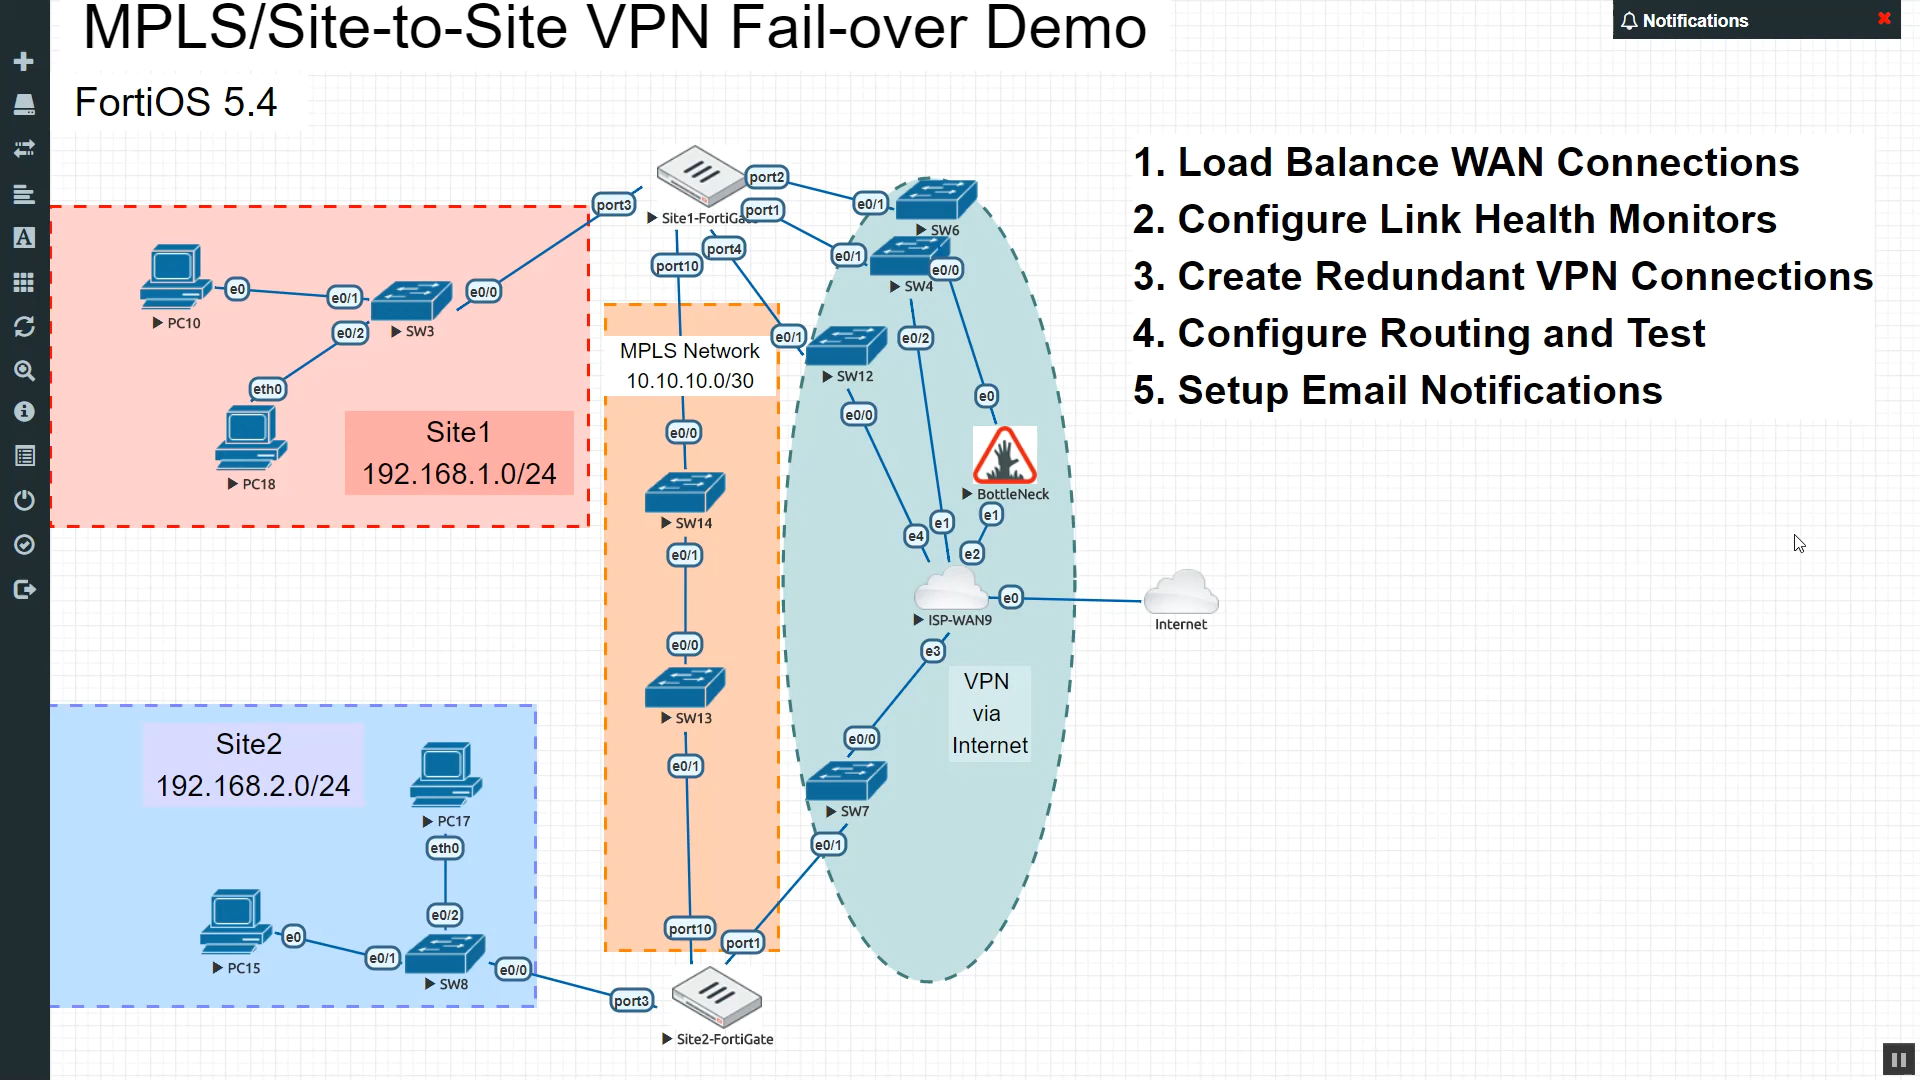 MPLS/Site-to-Site VPN Fail-over Demo
Notifications
FortiOS 5.4
1. Load Balance WAN Connections
2. Configure Link Health Monitors
3. Create Redundant VPN Connections
4. Configure Routing and Test
5. Setup Email Notifications
port2
port3
e0/1
port1
Site1-FortiGate
SW6
port4
e0/1
port10
e0/0
SW4
e0
e0/1
e0/0
PC10
e0/2
SW3
e0/1
e0/2
MPLS Network
10.10.10.0/30
SW12
eth0
e0
e0/0
Site1
192.168.1.0/24
e0/0
PC18
BottleNeck
SW14
e1
e1
e4
e2
e0/1
e0
ISP-WAN9
Internet
e0/0
e3
VPN
via
Internet
SW13
e0/0
Site2
192.168.2.0/24
e0/1
SW7
PC17
e0/1
eth0
e0/2
port10
e0
port1
e0/1
PC15
e0/0
SW8
port3
Site2-FortiGate